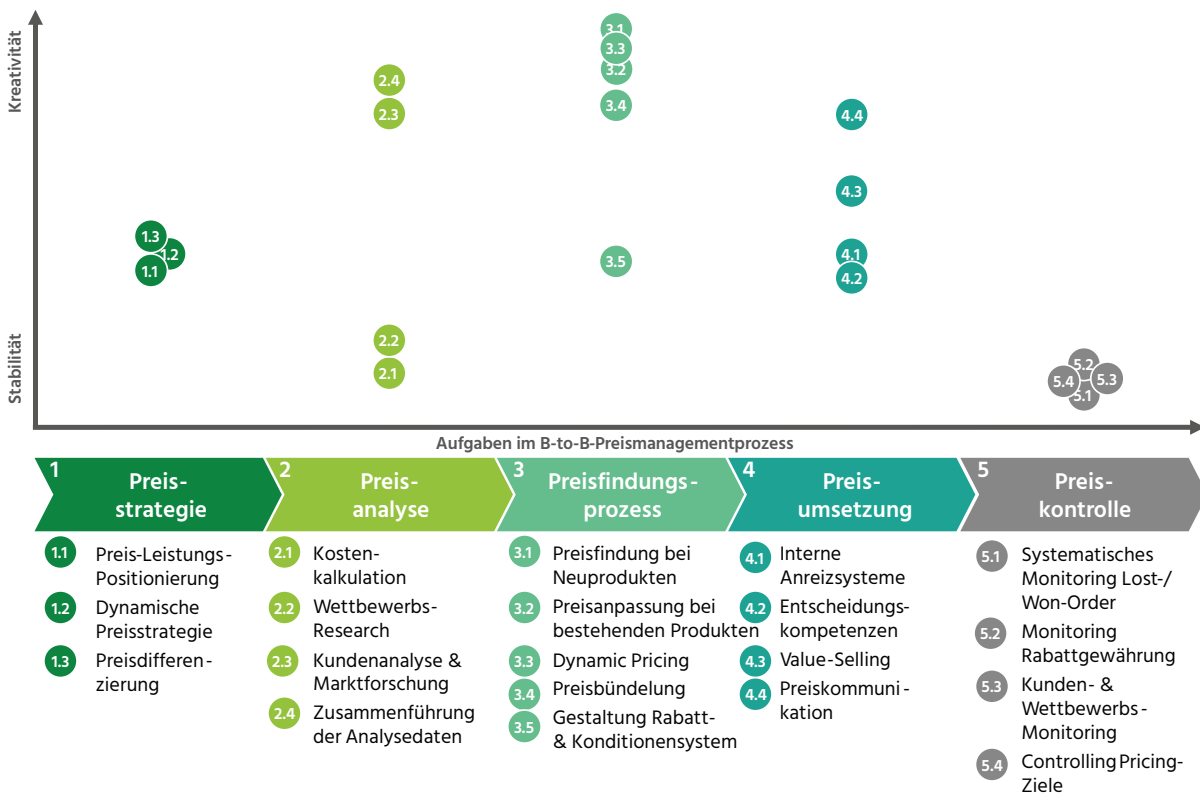 Kreativität
Stabilität
3.1
3.3
3.2
2.4
3.4
2.3
4.4
4.3
1.3
1.2
4.1
3.5
1.1
4.2
2.2
5.2
2.1
5.4
5.3
5.1
Aufgaben im B-to-B-Preismanagementprozess
1
Preis-
strategie
1.1
Preis-Leistungs-
Positionierung
1.2
Dynamische
Preisstrategie
1.3
Preisdifferen-
zierung
2
Preis-
analyse
2.1
Kosten-
kalkulation
2.2
Wettbewerbs-
Research
2.3
Kundenanalyse &
Marktforschung
2.4
Zusammenführung
der Analysedaten
3
Preisfindungs-
prozess
3.1
Preisfindung bei
Neuprodukten
3.2
Preisanpassung bei
bestehenden Produkten
3.3
Dynamic Pricing
3.4
Preisbündelung
3.5
Gestaltung Rabatt-
& Konditionensystem
4
Preis-
umsetzung
4.1
Interne
Anreizsysteme
4.2
Entscheidungs-
kompetenzen
4.3
Value-Selling
4.4
Preiskommuni-
kation
5
Preis-
kontrolle
5.1
Systematisches
Monitoring Lost-/
Won-Order
5.2
Monitoring
Rabattgewährung
5.3
Kunden- &
Wettbewerbs-
Monitoring
5.4
Controlling Pricing-
Ziele